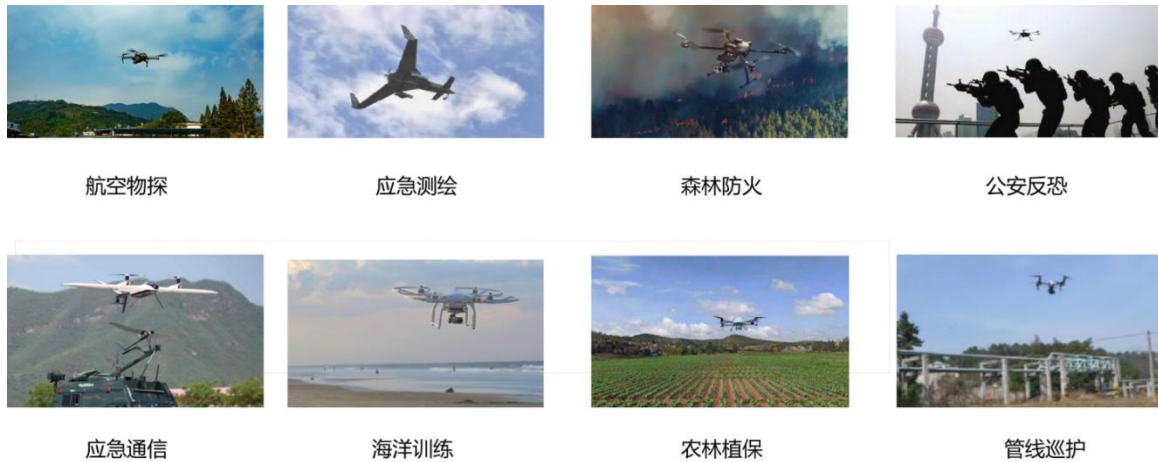 航空物探
应急测绘
森林防火
公安反恐
应急通信
海洋训练
农林植保
管线巡护